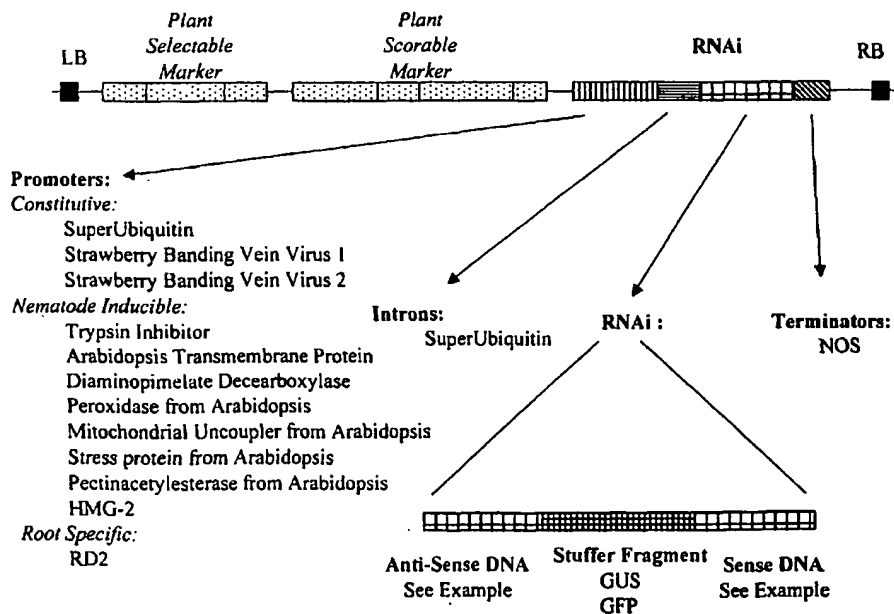 LB
Plant
Selectable
Marker
Plant
Scorable
Marker
RNAi
RB
Promoters:
Constitutive:
SuperUbiquitin
Strawberry Banding Vein Virus 1
Strawberry Banding Vein Virus 2
Nematode Inducible:
Trypsin Inhibitor
Arabidopsis Transmembrane Protein
Diaminopimelate Decearboxylase
Peroxidase from Arabidopsis
Mitochondrial Uncoupler from Arabidopsis
Stress protein from Arabidopsis
Pectinacetylesterase from Arabidopsis
HMG-2
Root Specific:
RD2
Introns:
SuperUbiquitin
RNAi :
Terminators:
NOS
Anti-Sense DNA
See Example
Stuffer Fragment
GUS
GFP
Sense DNA
See Example